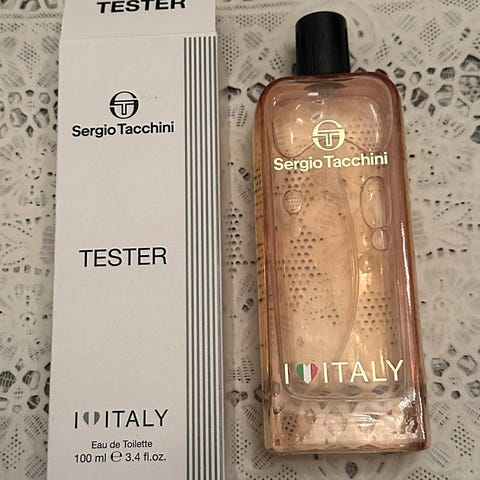 TESTER
Sergio Tacchini
TESTER
I ITALY
Eau de Toilette
100 ml ℮ 3.4 fl.oz.
Sergio Tacchini
I ITALY